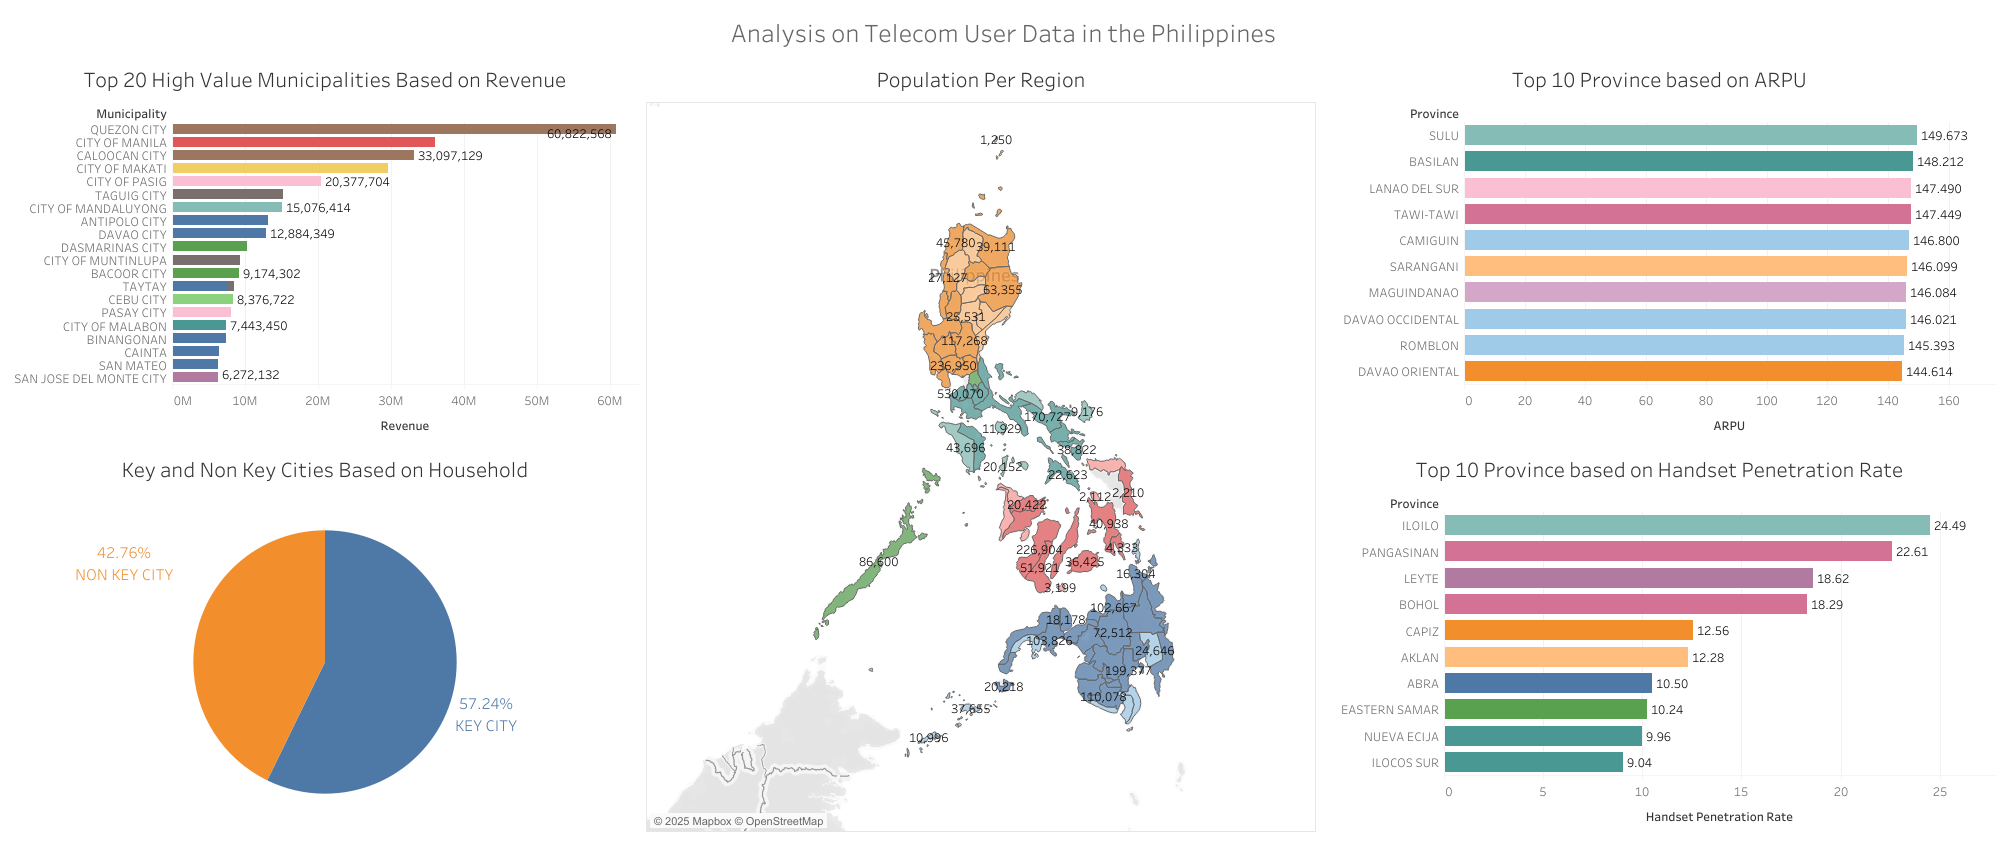 Analysis on Telecom User Data in the Philippines
Top 20 High Value Municipalities Based on Revenue
Municipality
QUEZON CITY 60,822,568
CITY OF MANILA
CALOOCAN CITY 33,097,129
CITY OF MAKATI
CITY OF PASIG 20,377,704
TAGUIG CITY
CITY OF MANDALUYONG 15,076,414
ANTIPOLO CITY
DAVAO CITY 12,884,349
DASMARINAS CITY
CITY OF MUNTINLUPA
BACOOR CITY 9,174,302
TAYTAY
CEBU CITY 8,376,722
PASAY CITY
CITY OF MALABON 7,443,450
BINANGONAN
CAINTA
SAN MATEO
SAN JOSE DEL MONTE CITY 6,272,132
0M 10M 20M 30M 40M 50M 60M
Revenue
Key and Non Key Cities Based on Household
42.76%
NON KEY CITY
57.24%
KEY CITY
Population Per Region
1,250
45,780
39,111
Philippines
27,127
63,355
25,531
117,268
236,950
530,070
9,176
170,727
11,929
43,696
38,822
20,152
22,623
2,210
2,112
20,422
40,938
4,333
226,904
36,425
51,921
86,600
16,304
3,199
102,667
18,178
72,512
103,826
24,646
199,377
20,218
110,078
37,655
10,996
© 2025 Mapbox © OpenStreetMap
Top 10 Province based on ARPU
Province
SULU 149.673
BASILAN 148.212
LANAO DEL SUR 147.490
TAWI-TAWI 147.449
CAMIGUIN 146.800
SARANGANI 146.099
MAGUINDANAO 146.084
DAVAO OCCIDENTAL 146.021
ROMBLON 145.393
DAVAO ORIENTAL 144.614
0 20 40 60 80 100 120 140 160
ARPU
Top 10 Province based on Handset Penetration Rate
Province
ILOILO 24.49
PANGASINAN 22.61
LEYTE 18.62
BOHOL 18.29
CAPIZ 12.56
AKLAN 12.28
ABRA 10.50
EASTERN SAMAR 10.24
NUEVA ECIJA 9.96
ILOCOS SUR 9.04
0 5 10 15 20 25
Handset Penetration Rate